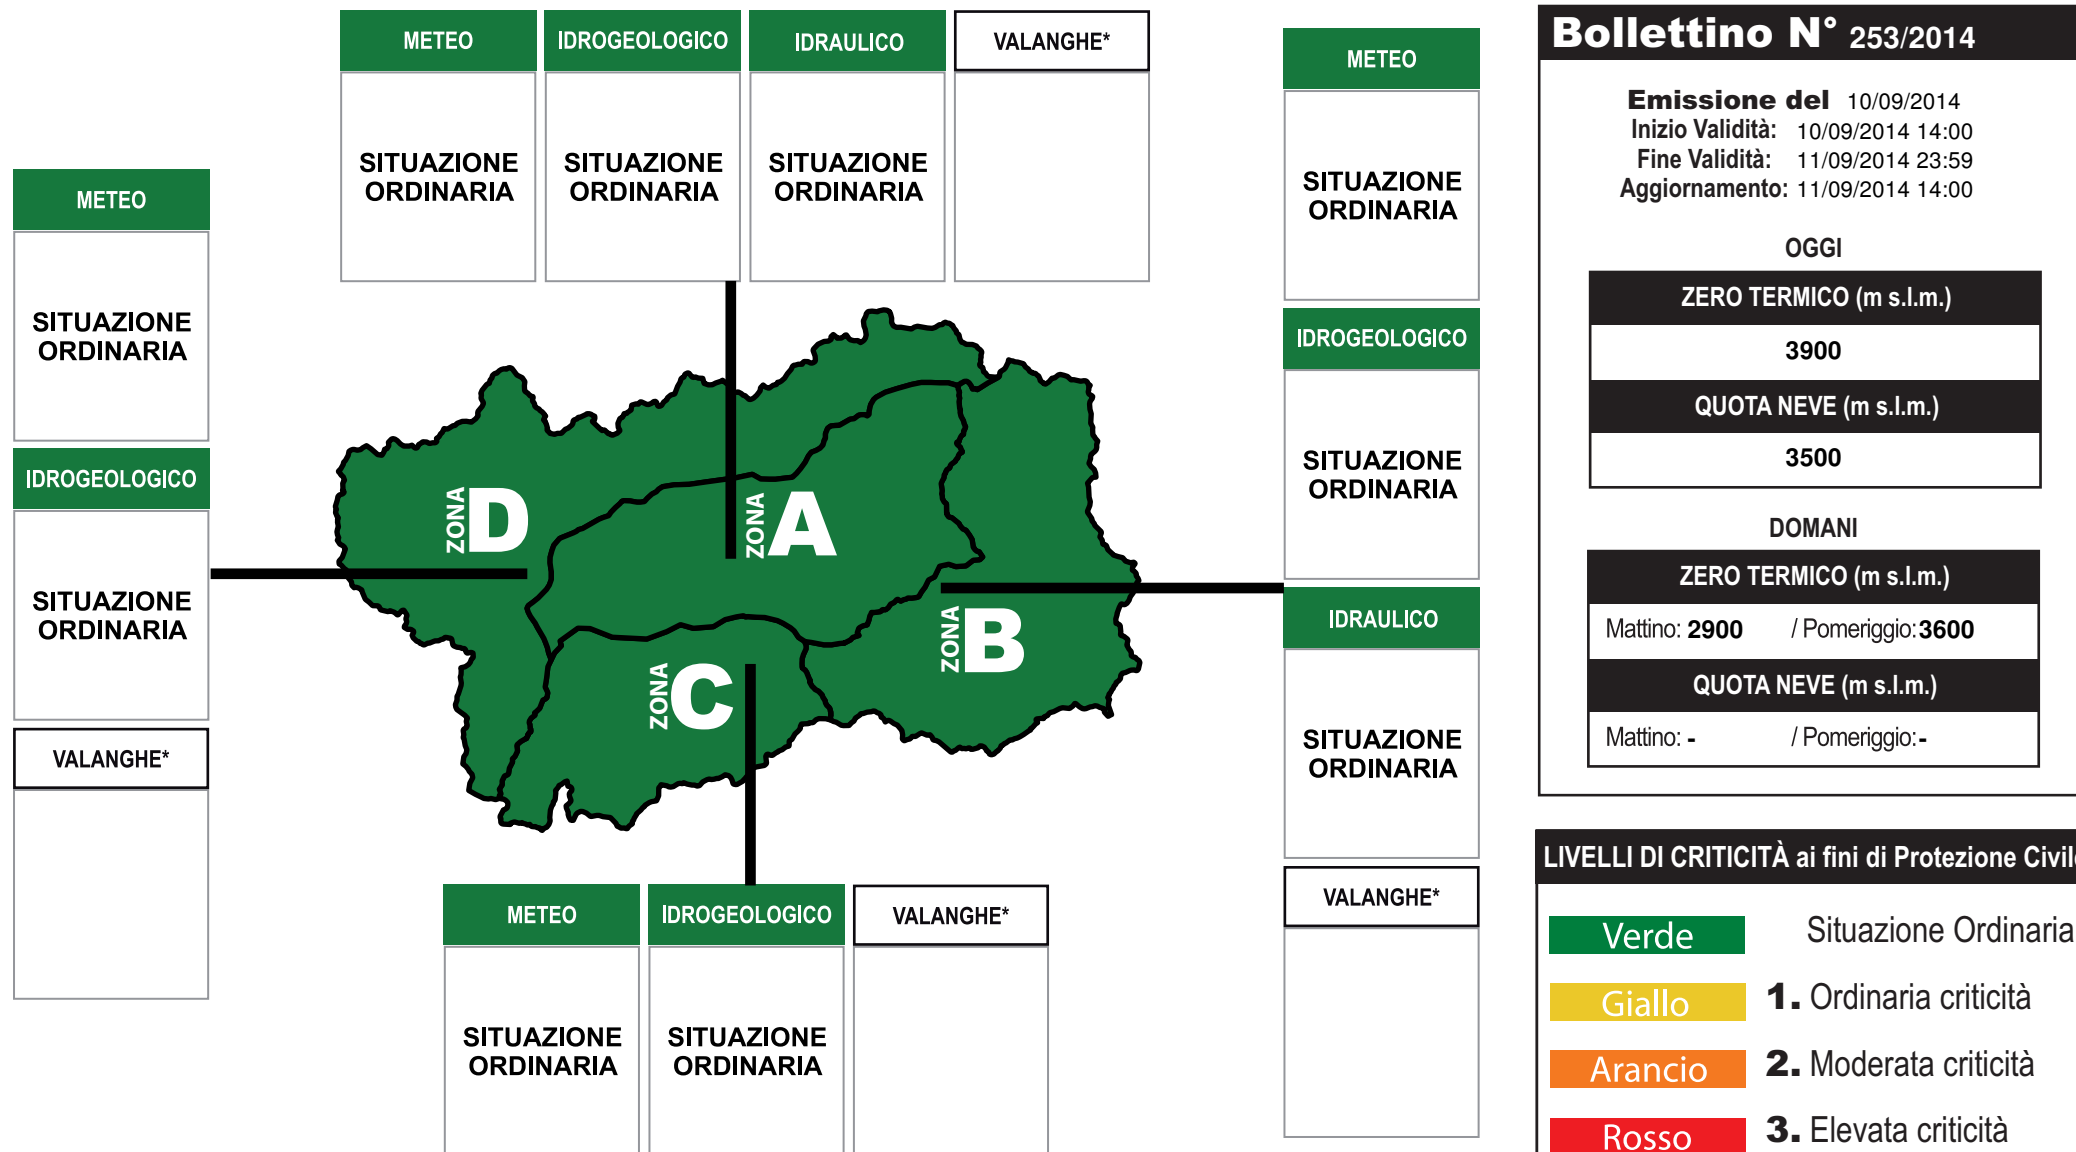 METEO
IDROGEOLOGICO
IDRAULICO
VALANGHE*
SITUAZIONE
ORDINARIA
SITUAZIONE
ORDINARIA
SITUAZIONE
ORDINARIA
METEO
SITUAZIONE
ORDINARIA
IDROGEOLOGICO
SITUAZIONE
ORDINARIA
VALANGHE*
ZONA D
ZONA A
ZONA B
ZONA C
METEO
SITUAZIONE
ORDINARIA
IDROGEOLOGICO
SITUAZIONE
ORDINARIA
IDRAULICO
SITUAZIONE
ORDINARIA
VALANGHE*
METEO
IDROGEOLOGICO
VALANGHE*
SITUAZIONE
ORDINARIA
SITUAZIONE
ORDINARIA
Bollettino N° 253/2014
Emissione del 10/09/2014
Inizio Validità: 10/09/2014 14:00
Fine Validità: 11/09/2014 23:59
Aggiornamento: 11/09/2014 14:00
OGGI
ZERO TERMICO (m s.l.m.)
3900
QUOTA NEVE (m s.l.m.)
3500
DOMANI
ZERO TERMICO (m s.l.m.)
Mattino: 2900 / Pomeriggio: 3600
QUOTA NEVE (m s.l.m.)
Mattino: - / Pomeriggio: -
LIVELLI DI CRITICITÀ ai fini di Protezione Civile
Verde Situazione Ordinaria
Giallo 1. Ordinaria criticità
Arancio 2. Moderata criticità
Rosso 3. Elevata criticità